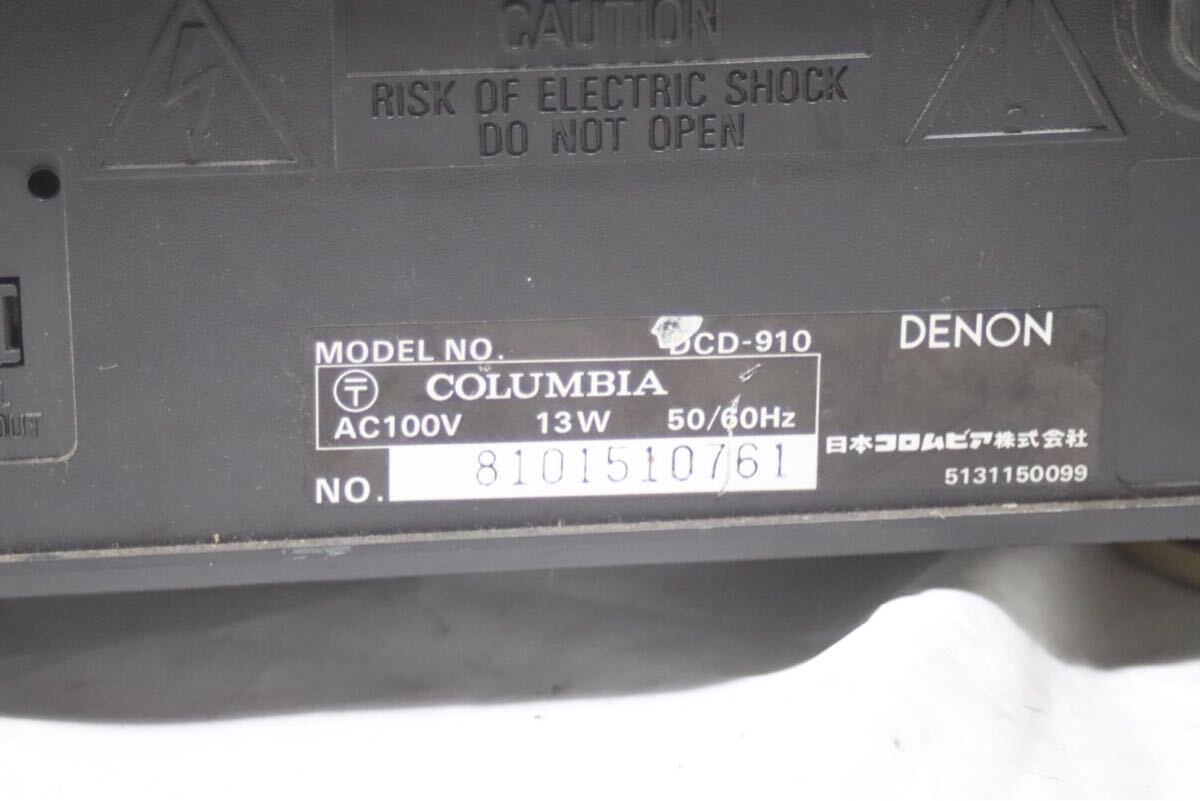 CAUTION
RISK OF ELECTRIC SHOCK
DO NOT OPEN
OUT
MODEL NO. DCD-910
DENON
〒 COLUMBIA
AC100V 13W 50/60Hz
日本コロムビア株式会社
NO. 8101510761
5131150099